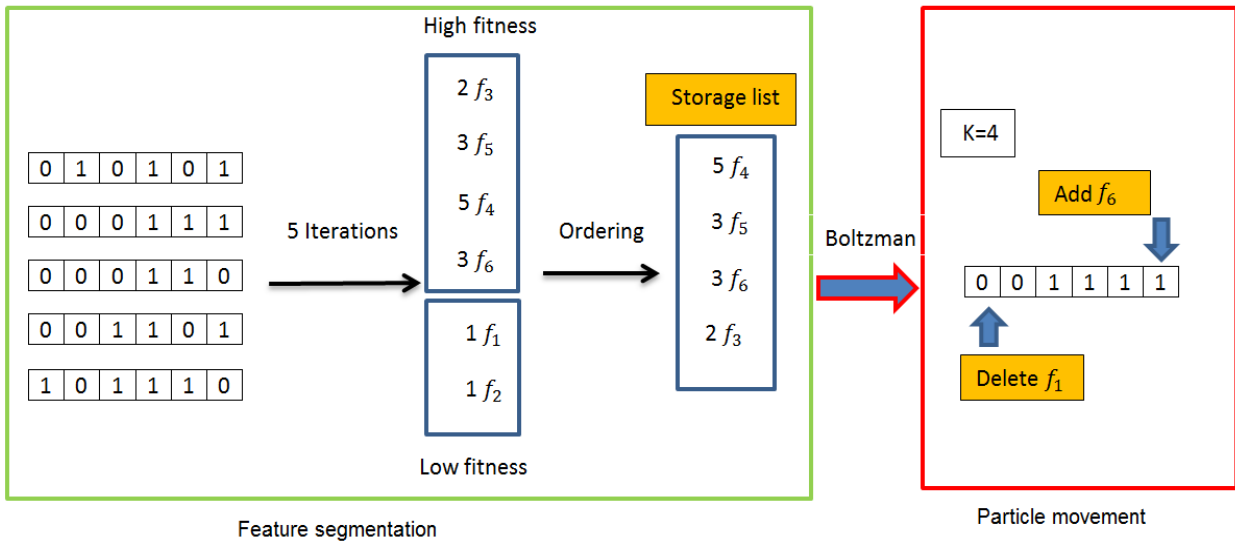 High fitness
2 f₃
3 f₅
5 f₄
3 f₆
1 f₁
1 f₂
Low fitness
0 1 0 1 0 1
0 0 0 1 1 1
0 0 0 1 1 0
0 0 1 1 0 1
1 0 1 1 1 0
5 Iterations
Ordering
Storage list
5 f₄
3 f₅
3 f₆
2 f₃
Boltzman
K=4
Add f₆
0 0 1 1 1 1
Delete f₁
Feature segmentation
Particle movement